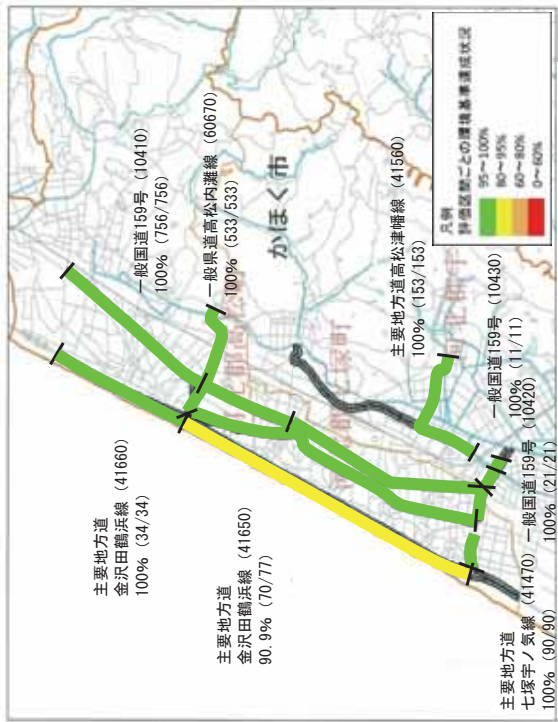 一般国道159号 (10410)
100% (756/756)
一般県道高松内灘線 (60670)
100% (533/533)
かほく市
主要地方道
金沢田鶴浜線 (41660)
100% (34/34)
主要地方道
金沢田鶴浜線 (41650)
90.9% (70/77)
主要地方道高松津幡線 (41560)
100% (153/153)
一般国道159号 (10430)
100% (11/11)
一般国道159号 (10420)
100% (21/21)
主要地方道
七塚宇ノ気線 (41470)
100% (90/90)
凡例
評価区間ごとの環境基準達成状況
95～100%
80～95%
60～80%
0～60%